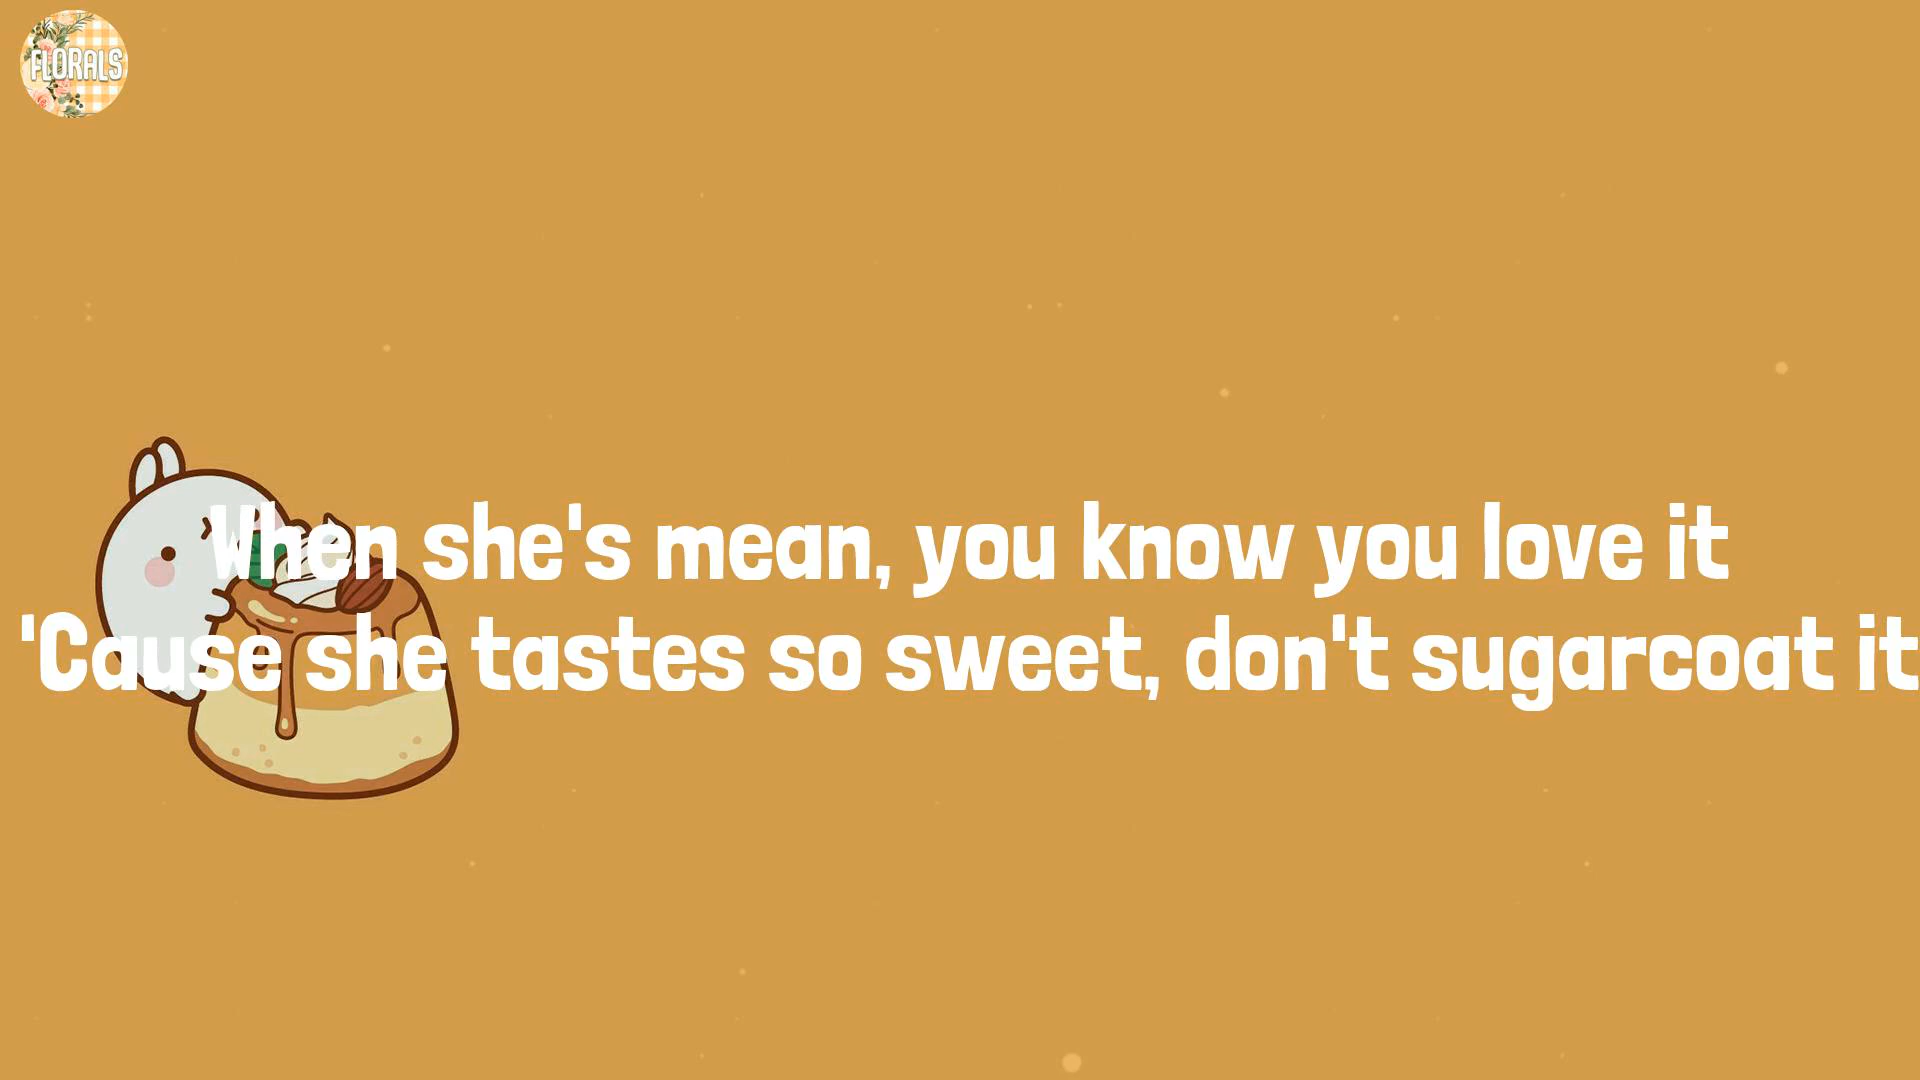 FLORALS
When she's mean, you know you love it
'Cause she tastes so sweet, don't sugarcoat it